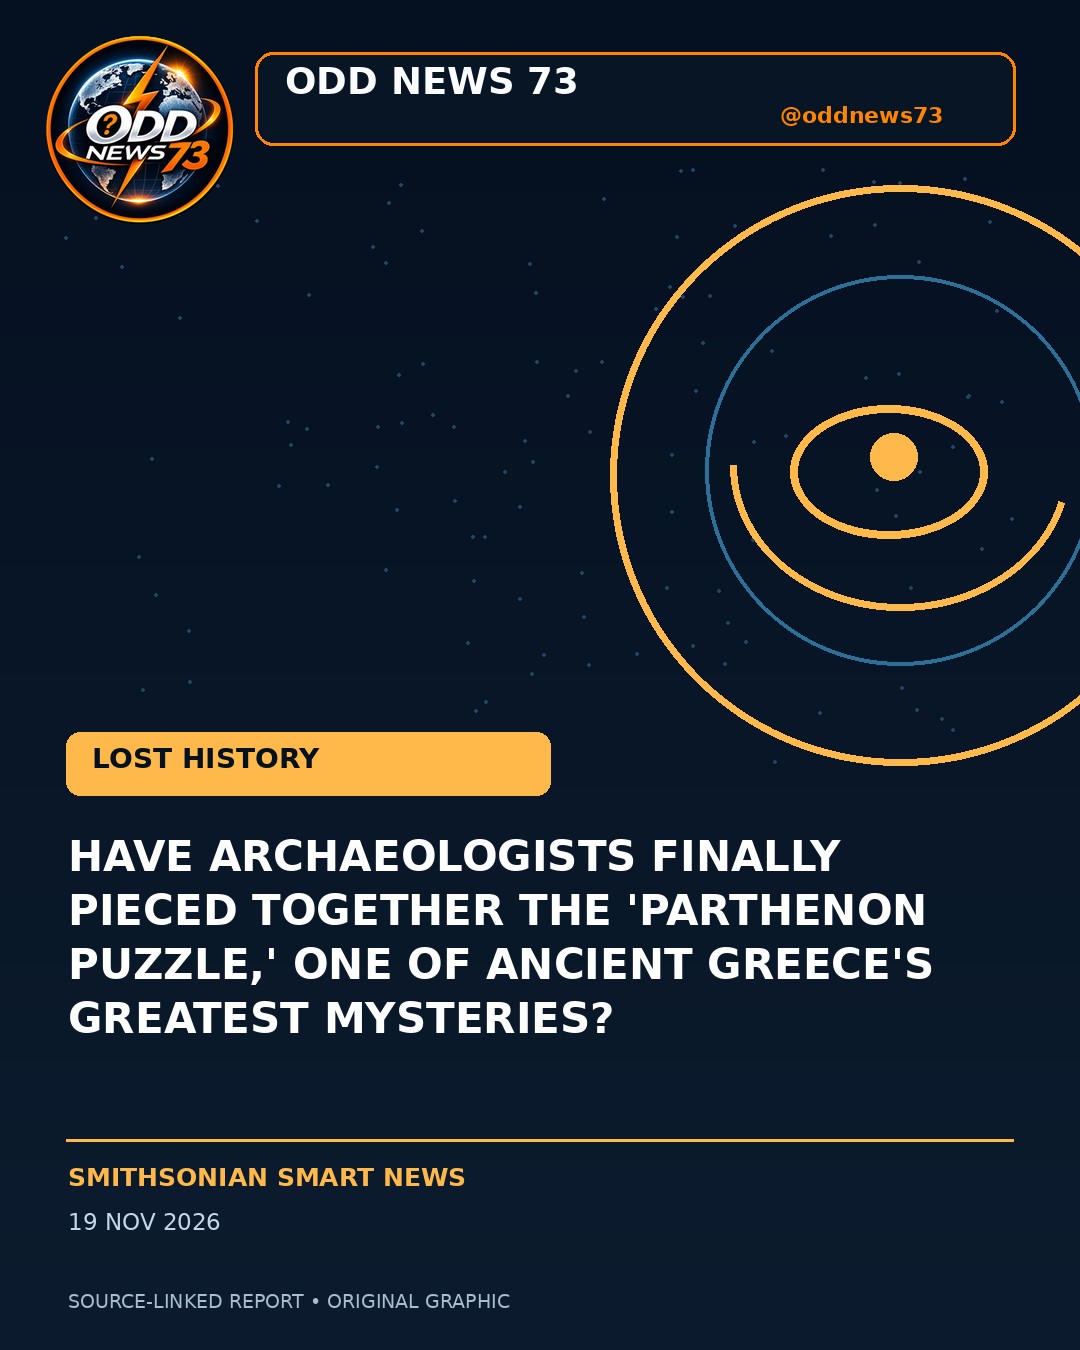 ODD
NEWS 73
ODD NEWS 73
@oddnews73
LOST HISTORY
HAVE ARCHAEOLOGISTS FINALLY
PIECED TOGETHER THE 'PARTHENON
PUZZLE,' ONE OF ANCIENT GREECE'S
GREATEST MYSTERIES?
SMITHSONIAN SMART NEWS
19 NOV 2026
SOURCE-LINKED REPORT • ORIGINAL GRAPHIC